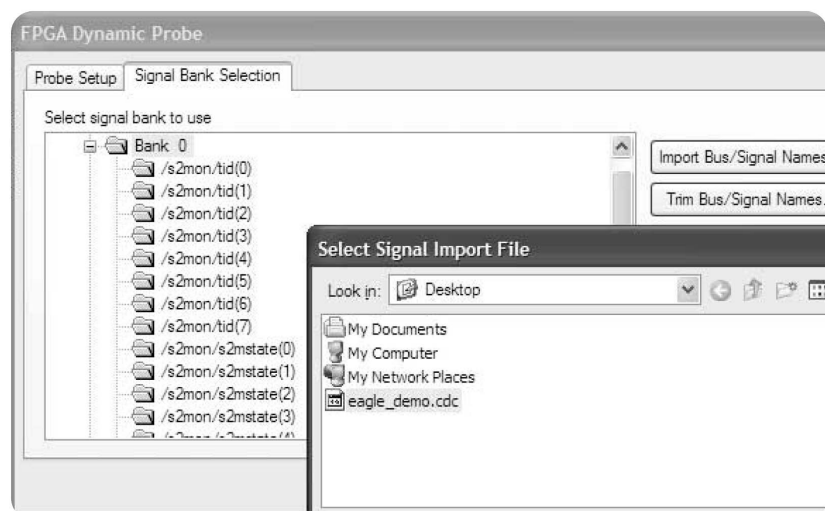 FPGA Dynamic Probe
Probe Setup
Signal Bank Selection
Select signal bank to use
Bank 0
/s2mon/tid(0)
/s2mon/tid(1)
/s2mon/tid(2)
/s2mon/tid(3)
/s2mon/tid(4)
/s2mon/tid(5)
/s2mon/tid(6)
/s2mon/tid(7)
/s2mon/s2mstate(0)
/s2mon/s2mstate(1)
/s2mon/s2mstate(2)
/s2mon/s2mstate(3)
Import Bus/Signal Names
Trim Bus/Signal Names.
Select Signal Import File
Look in: Desktop
My Documents
My Computer
My Network Places
eagle_demo.cdc